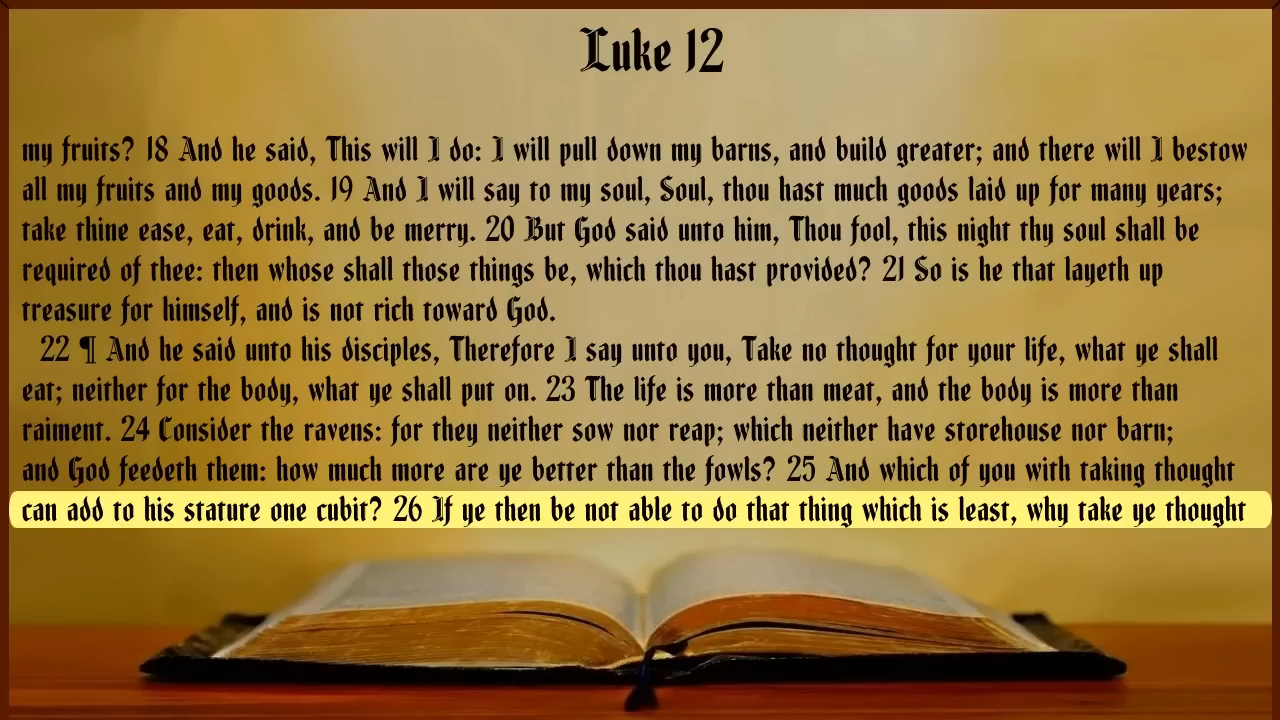 Luke 12
my fruits? 18 And he said, This will I do: I will pull down my barns, and build greater; and there will I bestow
all my fruits and my goods. 19 And I will say to my soul, Soul, thou hast much goods laid up for many years;
take thine ease, eat, drink, and be merry. 20 But God said unto him, Thou fool, this night thy soul shall be
required of thee: then whose shall those things be, which thou hast provided? 21 So is he that layeth up
treasure for himself, and is not rich toward God.
22 ¶ And he said unto his disciples, Therefore I say unto you, Take no thought for your life, what ye shall
eat; neither for the body, what ye shall put on. 23 The life is more than meat, and the body is more than
raiment. 24 Consider the ravens: for they neither sow nor reap; which neither have storehouse nor barn;
and God feedeth them: how much more are ye better than the fowls? 25 And which of you with taking thought
can add to his stature one cubit? 26 If ye then be not able to do that thing which is least, why take ye thought